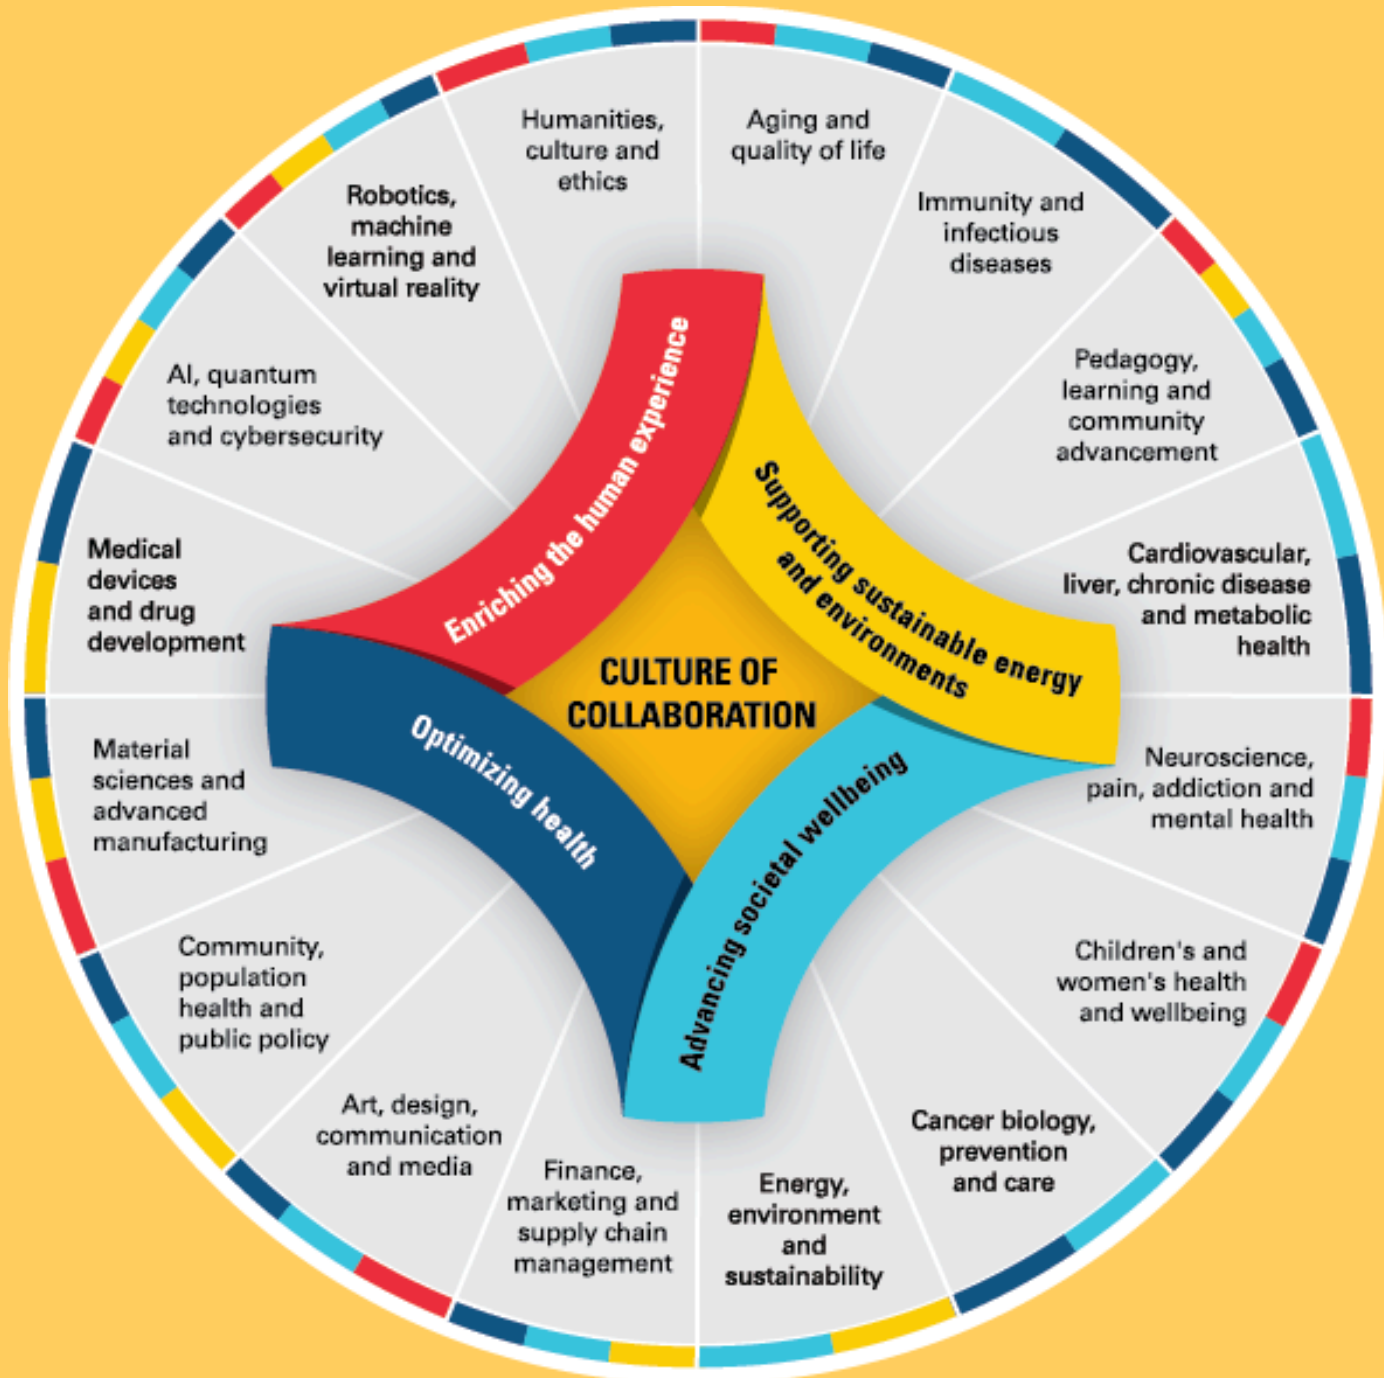 Humanities,
culture and
ethics
Aging and
quality of life
Immunity and
infectious
diseases
Pedagogy,
learning and
community
advancement
Cardiovascular,
liver, chronic disease
and metabolic
health
Neuroscience,
pain, addiction and
mental health
Children's and
women's health
and wellbeing
Cancer biology,
prevention
and care
Energy,
environment
and
sustainability
Finance,
marketing and
supply chain
management
Art, design,
communication
and media
Community,
population
health and
public policy
Material
sciences and
advanced
manufacturing
Medical
devices
and drug
development
AI, quantum
technologies
and cybersecurity
Robotics,
machine
learning and
virtual reality
Enriching the human experience
Supporting sustainable energy
and environments
Advancing societal wellbeing
Optimizing health
CULTURE OF
COLLABORATION